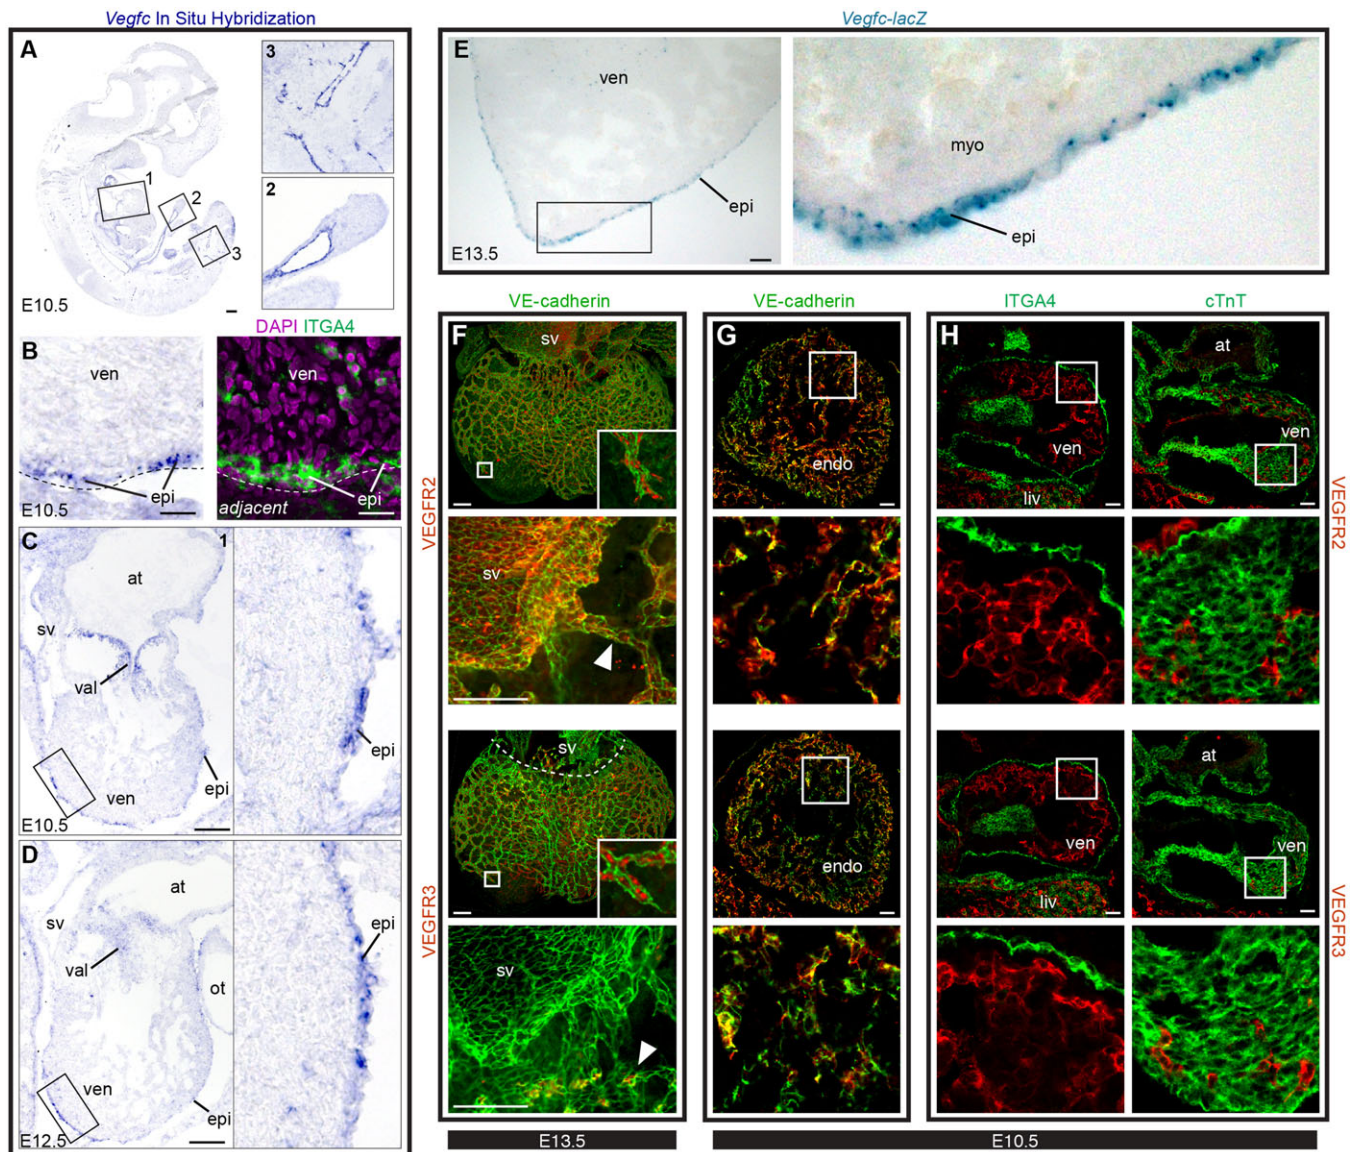 Vegfc In Situ Hybridization
A
1
2
3
E10.5
3
2
B
ven
epi
E10.5
DAPI ITGA4
ven
epi
adjacent
C
1
at
sv
val
ven
epi
E10.5
epi
D
at
sv
val
ot
ven
epi
E12.5
epi
Vegfc-lacZ
E
ven
epi
E13.5
myo
epi
VE-cadherin
F
sv
VEGFR2
sv
sv
VEGFR3
sv
E13.5
VE-cadherin
G
endo
endo
ITGA4
cTnT
H
ven
liv
at
ven
VEGFR2
ven
liv
at
ven
VEGFR3
E10.5